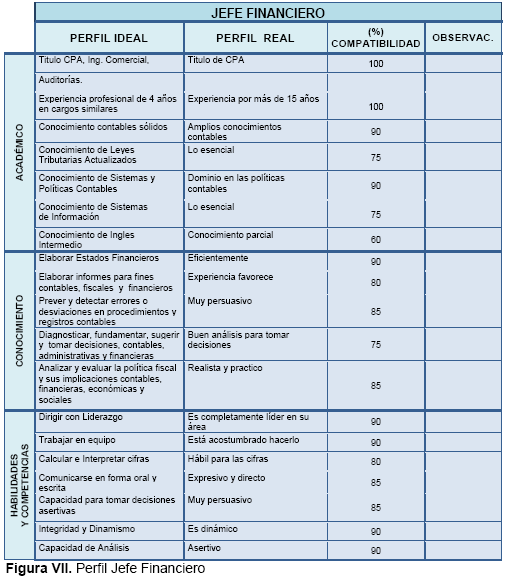 JEFE FINANCIERO
PERFIL IDEAL PERFIL REAL (%) COMPATIBILIDAD OBSERVAC.
ACADÉMICO
Titulo CPA, Ing. Comercial, Titulo de CPA 100
Auditorías.
Experiencia profesional de 4 años Experiencia por más de 15 años
en cargos similares 100
Conocimiento contables sólidos Amplios conocimientos 90
contables
Conocimiento de Leyes Lo esencial
Tributarias Actualizados 75
Conocimiento de Sistemas y Dominio en las políticas
Políticas Contables contables 90
Conocimiento de Sistemas Lo esencial
de Información 75
Conocimiento de Ingles Conocimiento parcial
Intermedio 60
CONOCIMIENTO
Elaborar Estados Financieros Eficientemente 90
Elaborar informes para fines Experiencia favorece
contables, fiscales y financieros 80
Prever y detectar errores o Muy persuasivo
desviaciones en procedimientos y 85
registros contables
Diagnosticar, fundamentar, sugerir Buen análisis para tomar
y tomar decisiones, contables, decisiones 75
administrativas y financieras
Analizar y evaluar la política fiscal Realista y practico
y sus implicaciones contables, 85
financieras, económicas y
sociales
HABILIDADES
Y COMPETENCIAS
Dirigir con Liderazgo Es completamente líder en su 90
área
Trabajar en equipo Está acostumbrado hacerlo 90
Calcular e Interpretar cifras Hábil para las cifras 80
Comunicarse en forma oral y Expresivo y directo
escrita 85
Capacidad para tomar decisiones Muy persuasivo
asertivas 85
Integridad y Dinamismo Es dinámico 90
Capacidad de Análisis Asertivo 90
Figura VII. Perfil Jefe Financiero